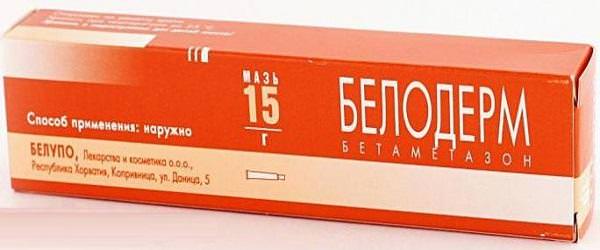 МАЗЬ
15
г
БЕЛОДЕРМ
БЕТАМЕТАЗОН
Способ применения: наружно
БЕЛУПО, Лекарства и косметика о.о.о.,
Республика Хорватия, Копривница, ул. Даница, 5